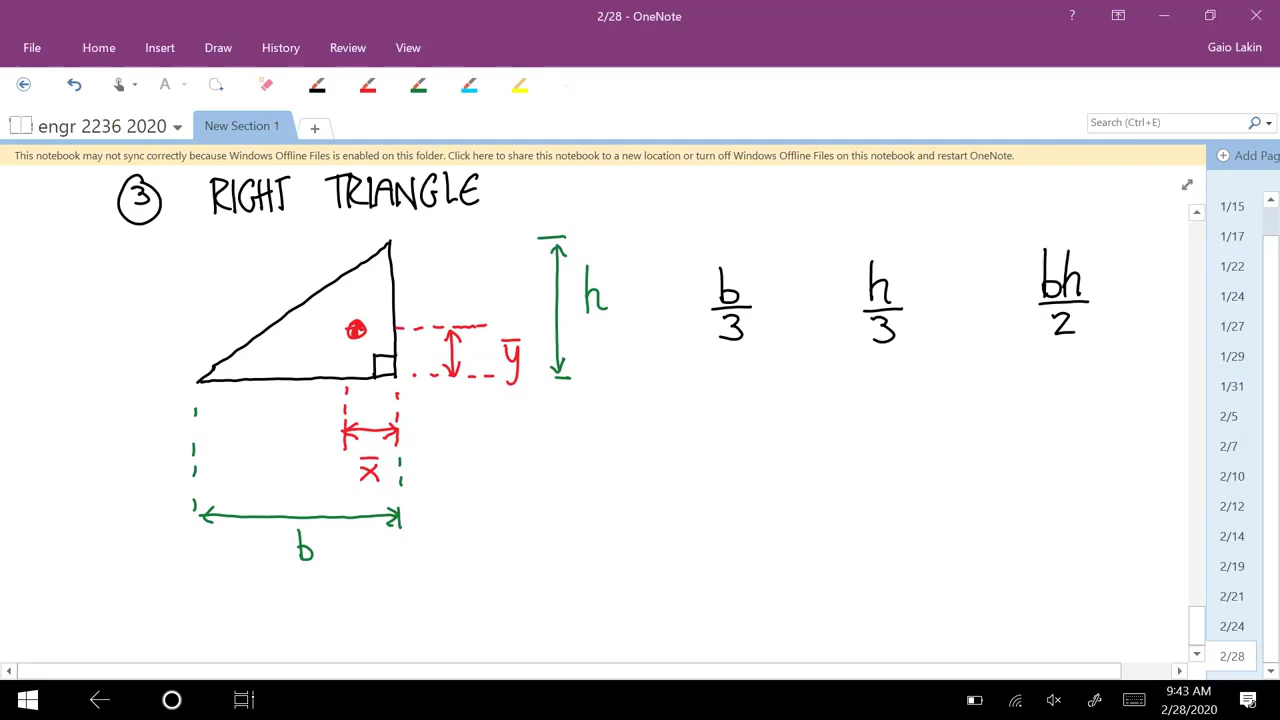 2/28 - OneNote
?
File Home Insert Draw History Review View
Gaio Lakin
A
engr 2236 2020
New Section 1
+
Search (Ctrl+E)
This notebook may not sync correctly because Windows Offline Files is enabled on this folder. Click here to share this notebook to a new location or turn off Windows Offline Files on this notebook and restart OneNote.
Add Pag
3 RIGHT TRIANGLE
h
b/3
h/3
bh/2
y̅
x̅
b
1/15
1/17
1/22
1/24
1/27
1/29
1/31
2/5
2/7
2/10
2/12
2/14
2/19
2/21
2/24
2/28
9:43 AM
2/28/2020